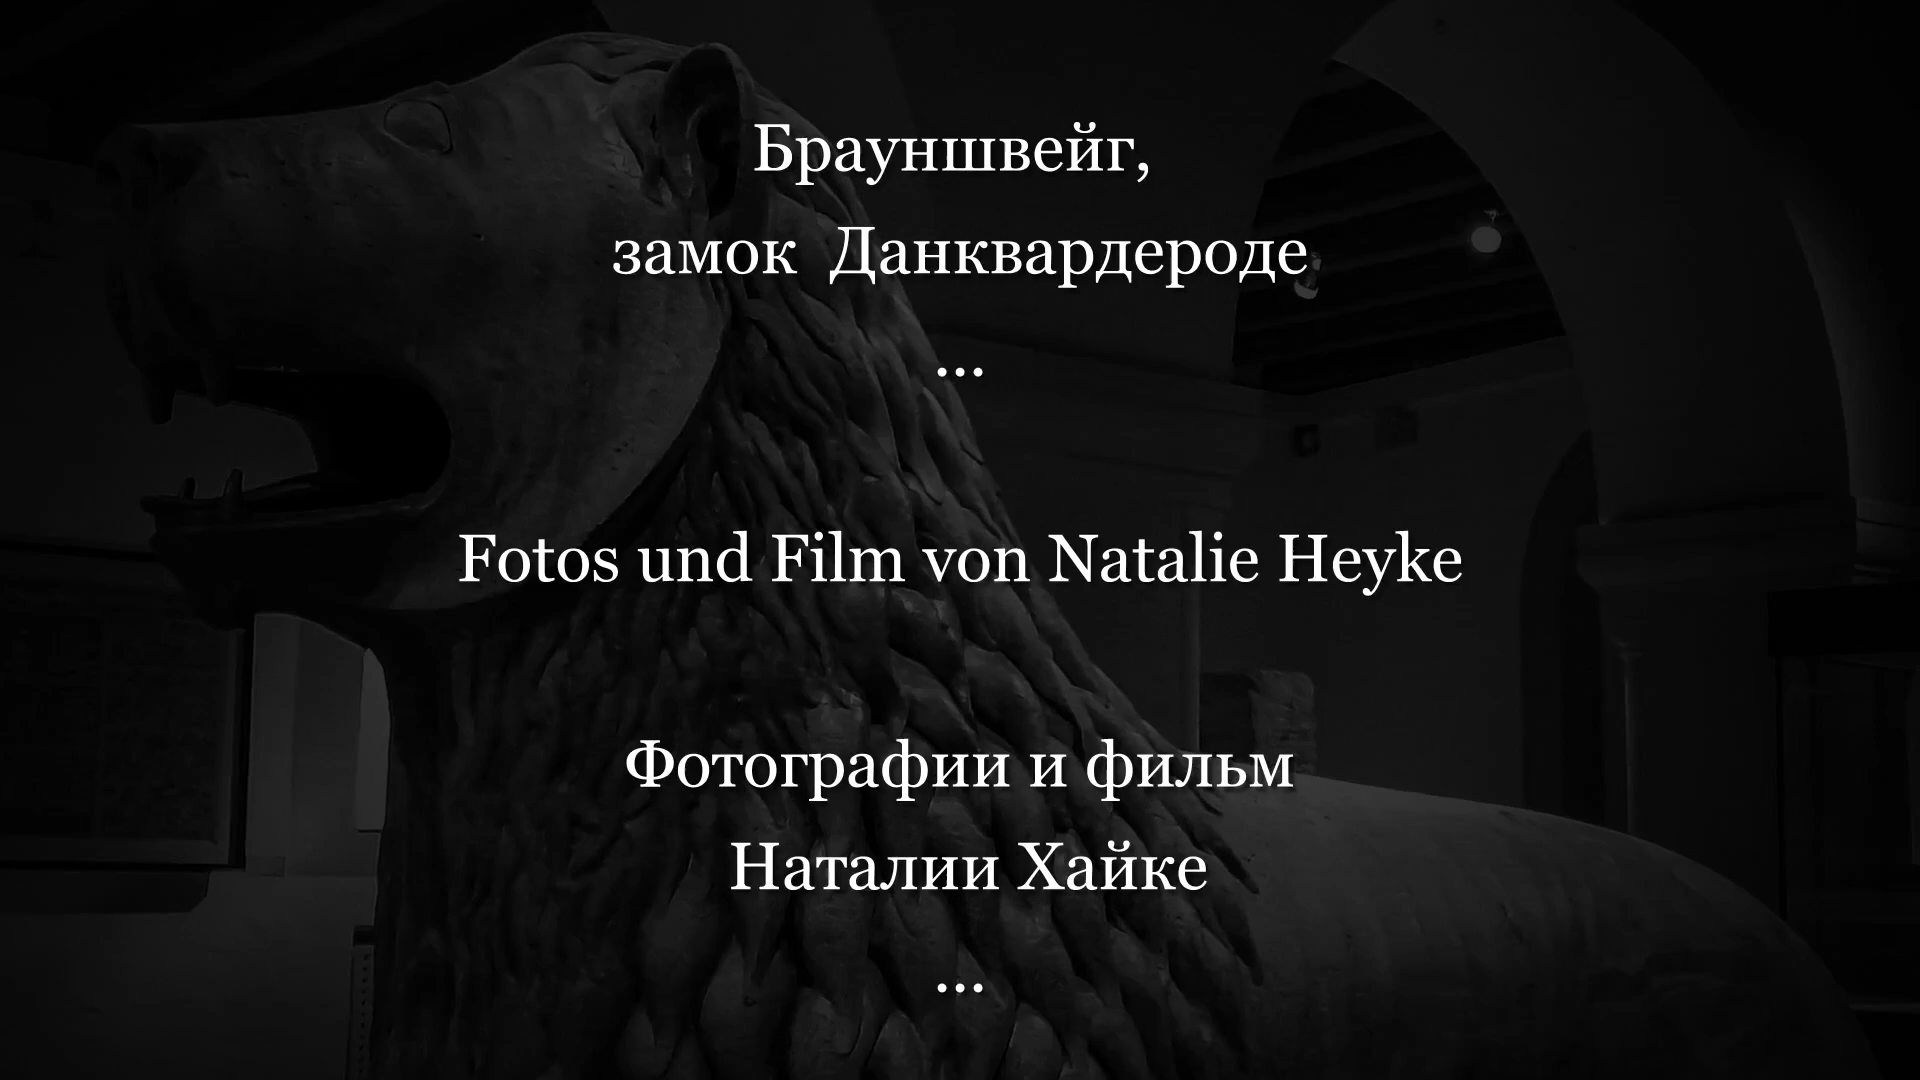 Брауншвейг,
замок Данквардероде
...
Fotos und Film von Natalie Heyke
Фотографии и фильм
Наталии Хайке
...